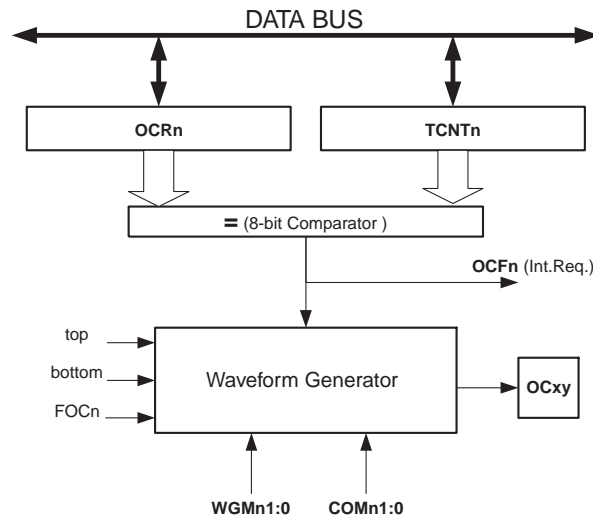 DATA BUS
OCRn
TCNTn
= (8-bit Comparator )
OCFn (Int.Req.)
top
bottom
FOCn
Waveform Generator
OCxy
WGMn1:0
COMn1:0